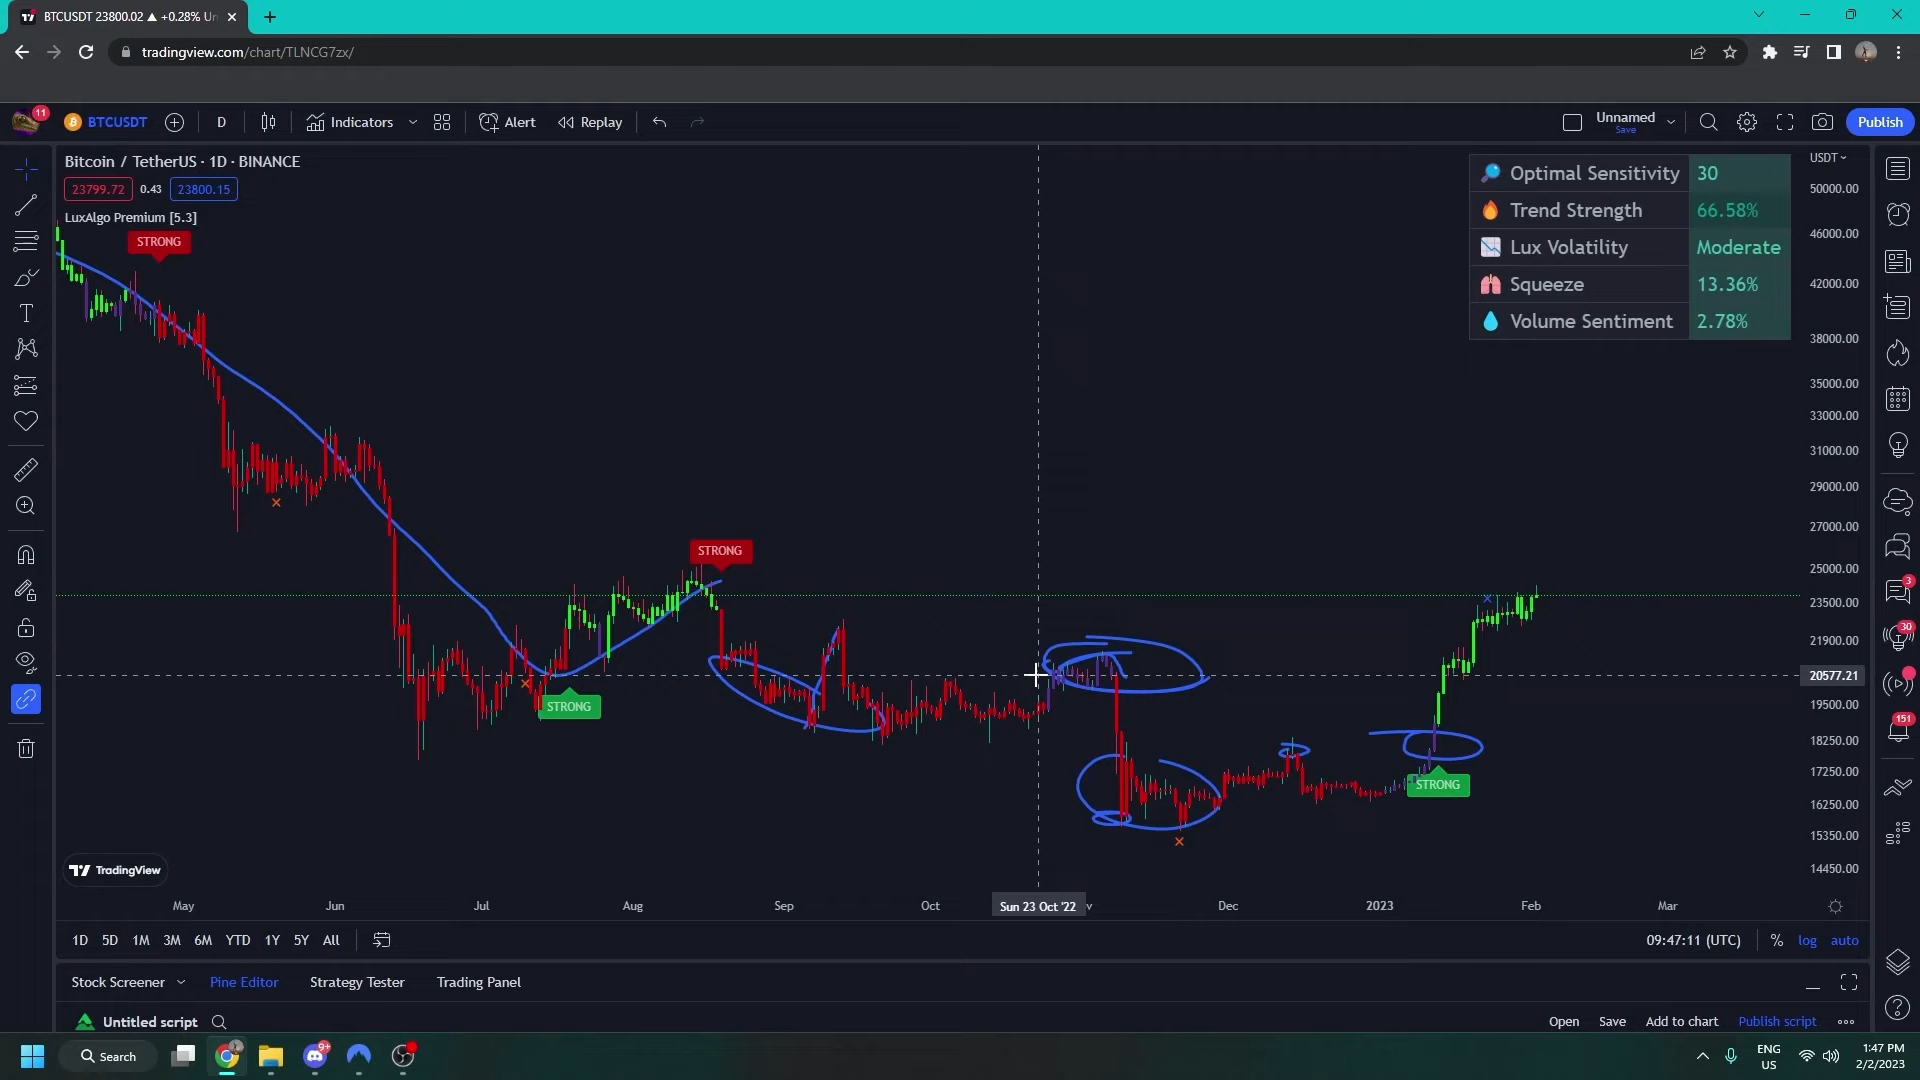 BTCUSDT 23800.02 ▲ +0.28% Un
tradingview.com/chart/TLNCG7zx/
11
BTCUSDT D Indicators Alert Replay Unnamed Save Publish
Bitcoin / TetherUS · 1D · BINANCE
23799.72 0.43 23800.15
LuxAlgo Premium [5.3]
STRONG
STRONG
STRONG
STRONG
Optimal Sensitivity 30
Trend Strength 66.58%
Lux Volatility Moderate
Squeeze 13.36%
Volume Sentiment 2.78%
USDT
50000.00
46000.00
42000.00
38000.00
35000.00
33000.00
31000.00
29000.00
27000.00
25000.00
23500.00
21900.00
20577.21
19500.00
18250.00
17250.00
16250.00
15350.00
14450.00
3
30
151
TradingView
May Jun Jul Aug Sep Oct Sun 23 Oct '22 v Dec 2023 Feb Mar
1D 5D 1M 3M 6M YTD 1Y 5Y All 09:47:11 (UTC) % log auto
Stock Screener Pine Editor Strategy Tester Trading Panel
Untitled script Open Save Add to chart Publish script
Search 9+ ENG US 1:47 PM 2/2/2023